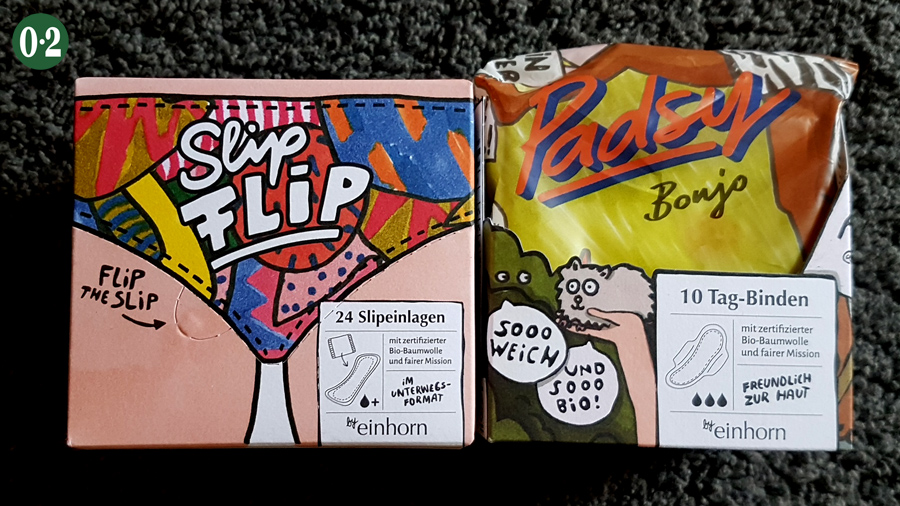 0.2
Slip
FLiP
FLiP
THE SLiP
24 Slipeinlagen
mit zertifizierter
Bio-Baumwolle
und fairer Mission
+
iM
UNTERWEGS-
FORMAT
by einhorn
Padsy
Bonjo
SOOO
WEiCH
UND
SOOO
BiO!
10 Tag-Binden
mit zertifizierter
Bio-Baumwolle
und fairer Mission
FREUNDLiCH
ZUR HAUT
by einhorn